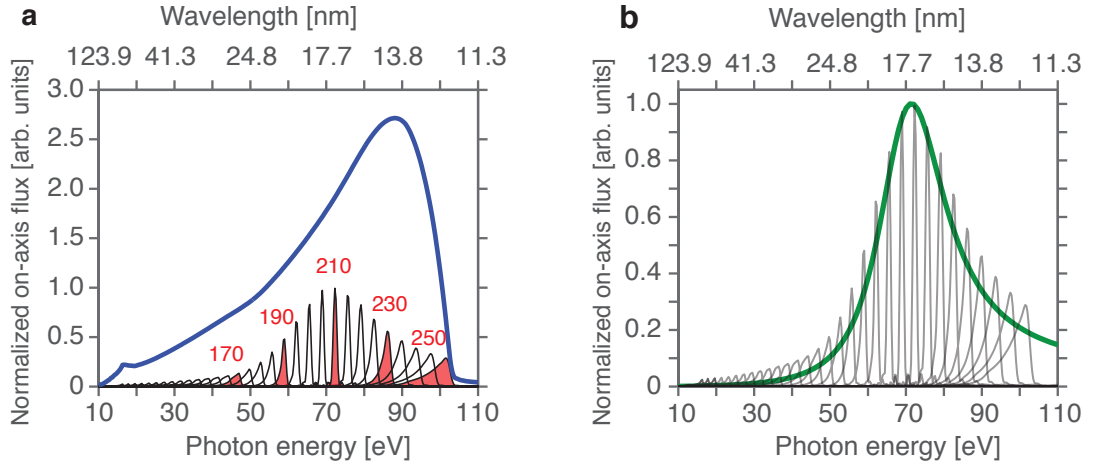 a
Wavelength [nm]
123.9 41.3 24.8 17.7 13.8 11.3
Normalized on-axis flux [arb. units]
3.0
2.5
2.0
1.5
1.0
0.5
0
210
190
230
170
250
10 30 50 70 90 110
Photon energy [eV]
b
Wavelength [nm]
123.9 41.3 24.8 17.7 13.8 11.3
Normalized on-axis flux [arb. units]
1.0
0.8
0.6
0.4
0.2
0
10 30 50 70 90 110
Photon energy [eV]